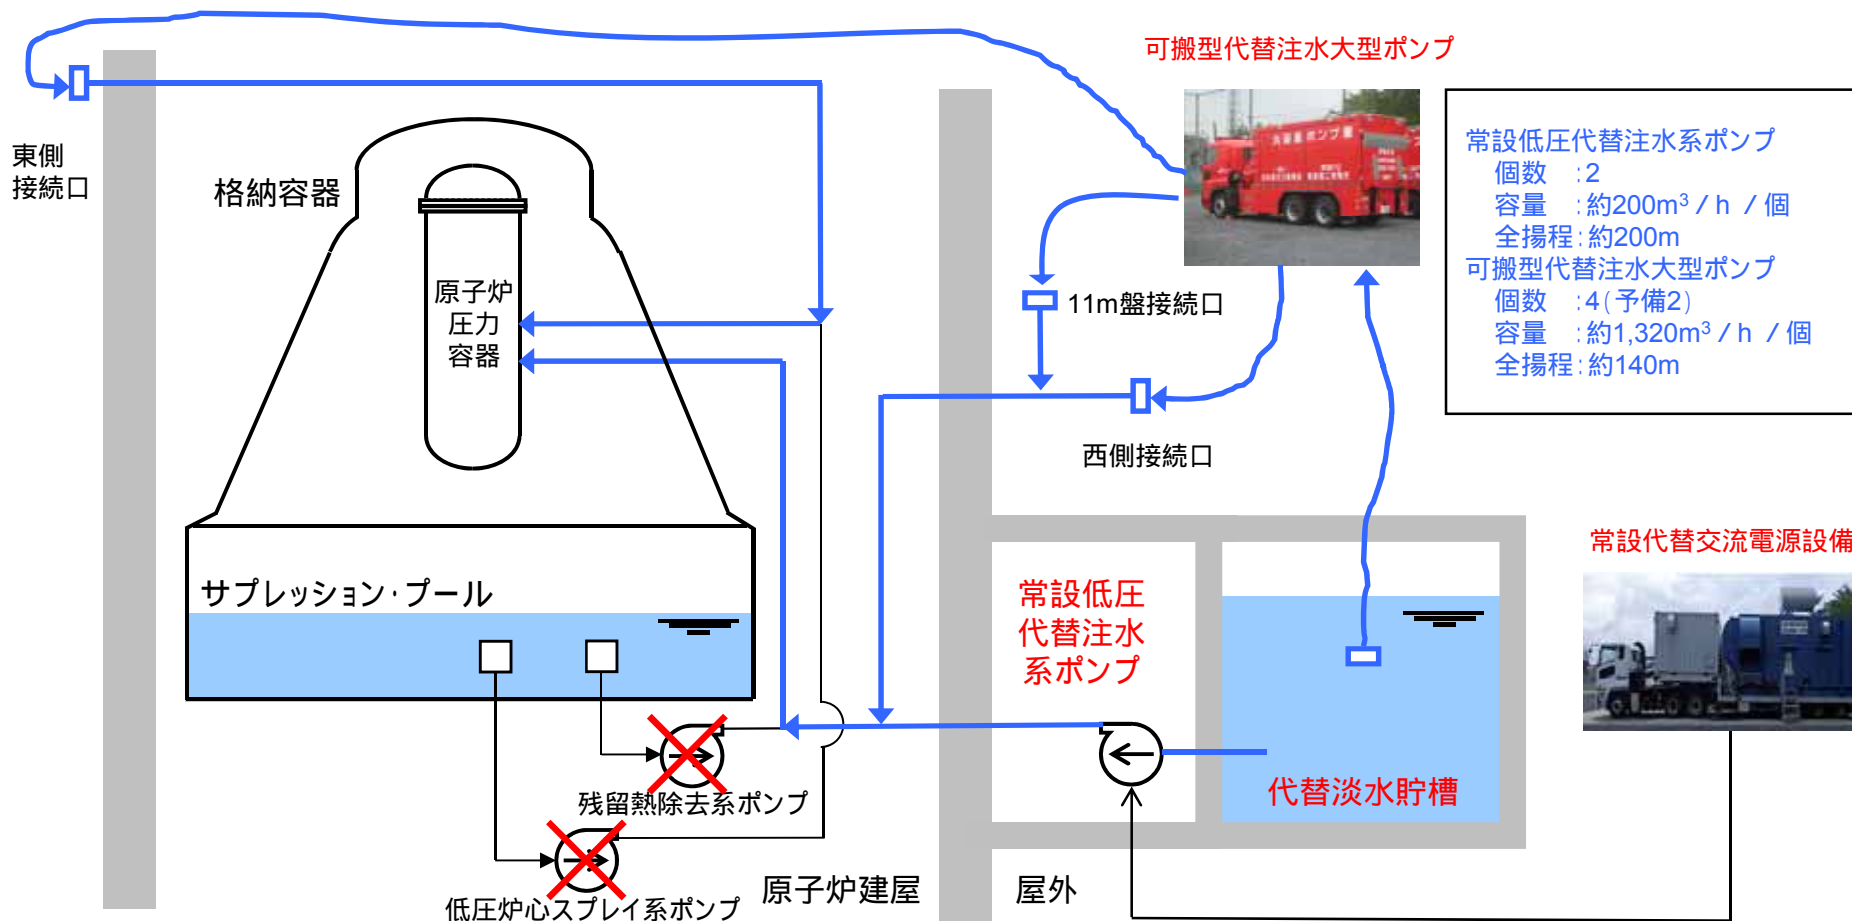 可搬型代替注水大型ポンプ
東側
接続口
格納容器
原子炉
圧力
容器
11m盤接続口
西側接続口
常設低圧代替注水系ポンプ
個数 :2
容量 :約200m³/h/個
全揚程:約200m
可搬型代替注水大型ポンプ
個数 :4(予備2)
容量 :約1,320m³/h/個
全揚程:約140m
常設代替交流電源設備
サプレッション・プール
常設低圧
代替注水
系ポンプ
代替淡水貯槽
残留熱除去系ポンプ
低圧炉心スプレイ系ポンプ
原子炉建屋
屋外